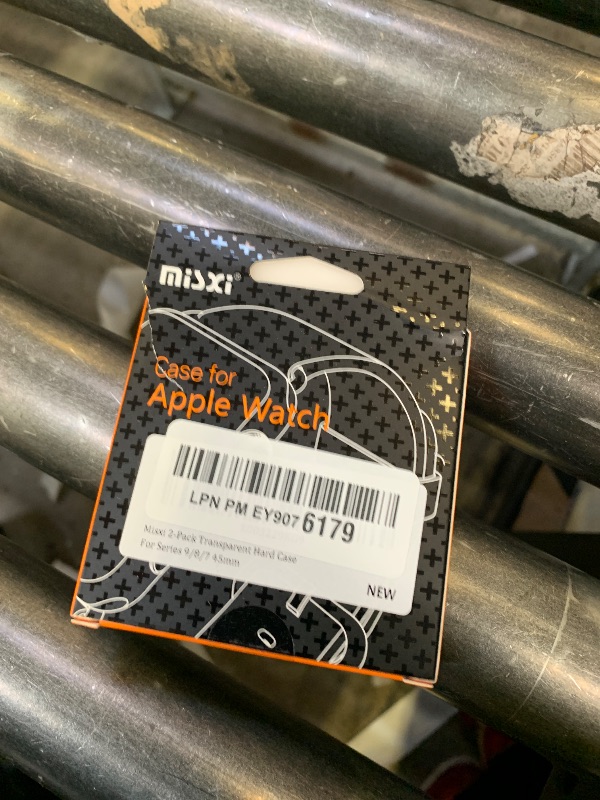 misxi®
Case for
Apple Watch
LPN PM EY907 6179
Misxi 2-Pack Transparent Hard Case
For Series 9/8/7 45mm
NEW